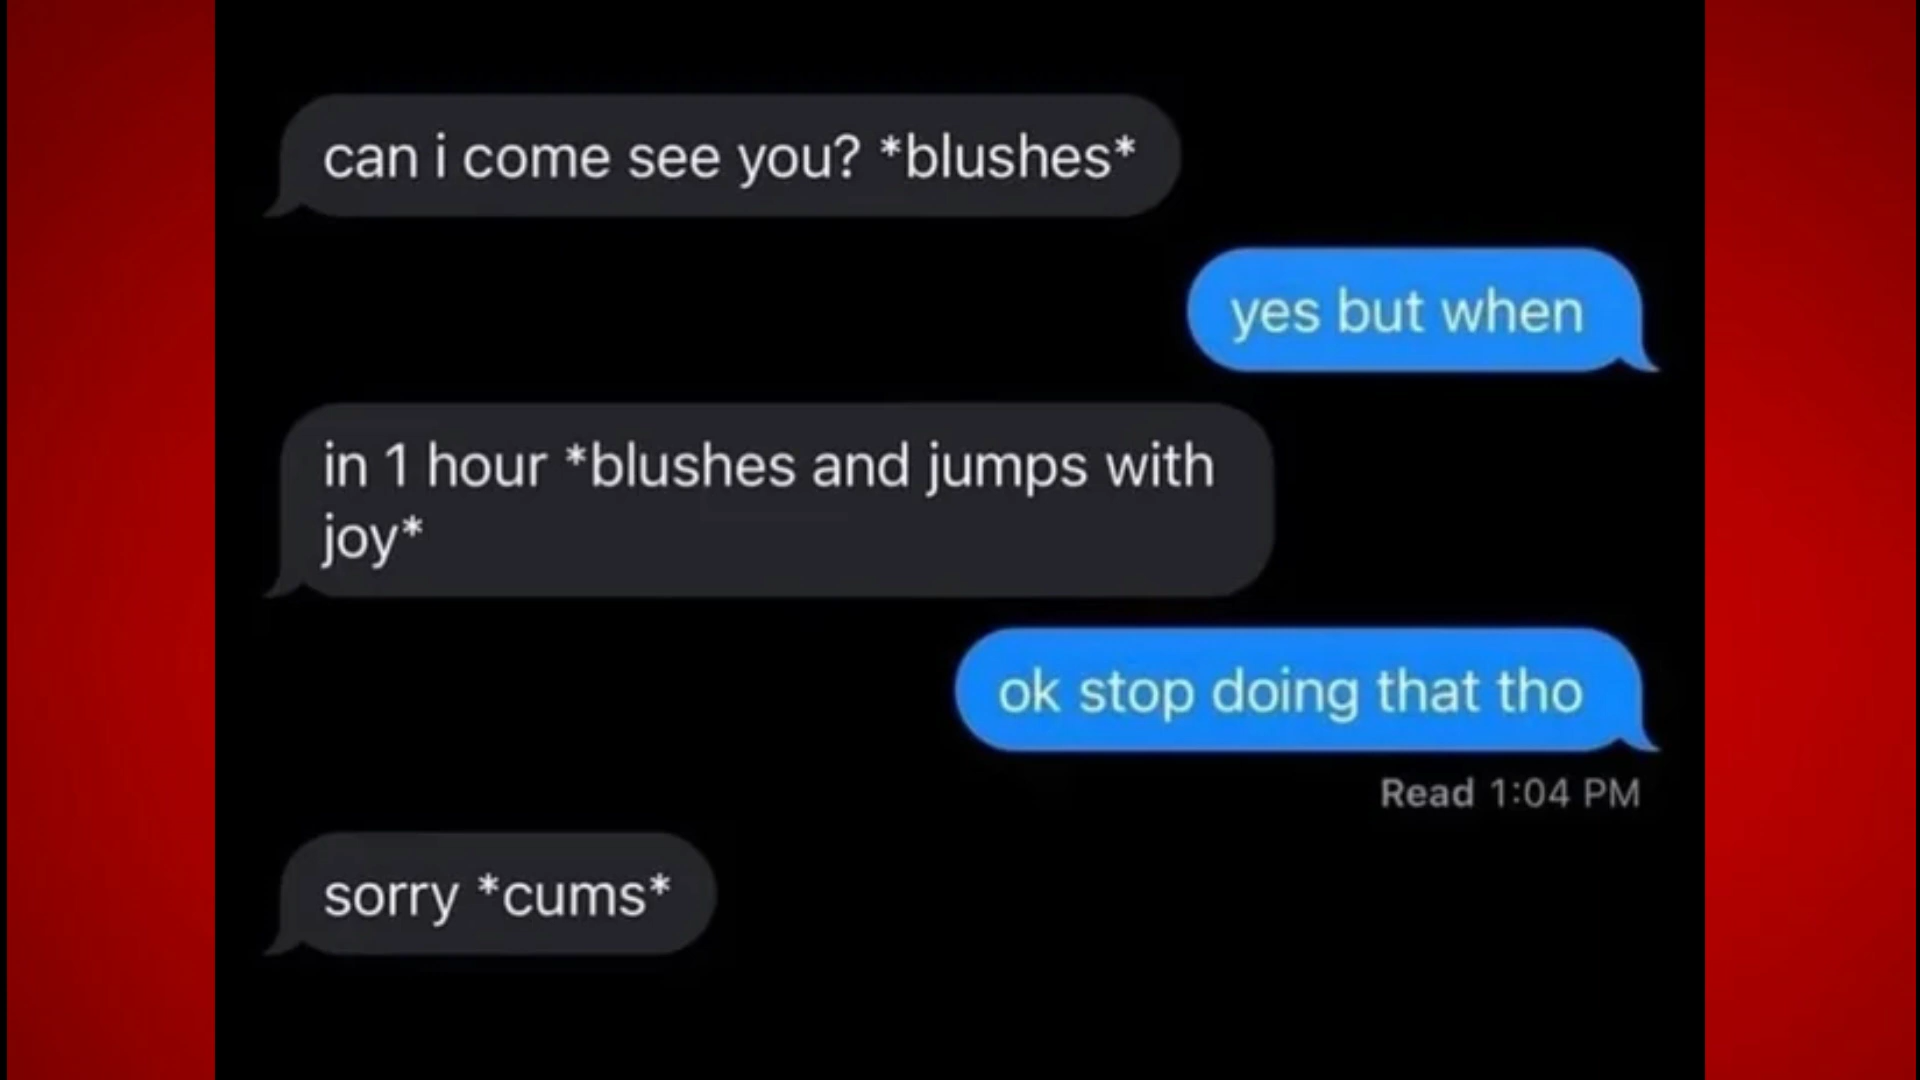 can i come see you? *blushes*
yes but when
in 1 hour *blushes and jumps with
joy*
ok stop doing that tho
Read 1:04 PM
sorry *cums*